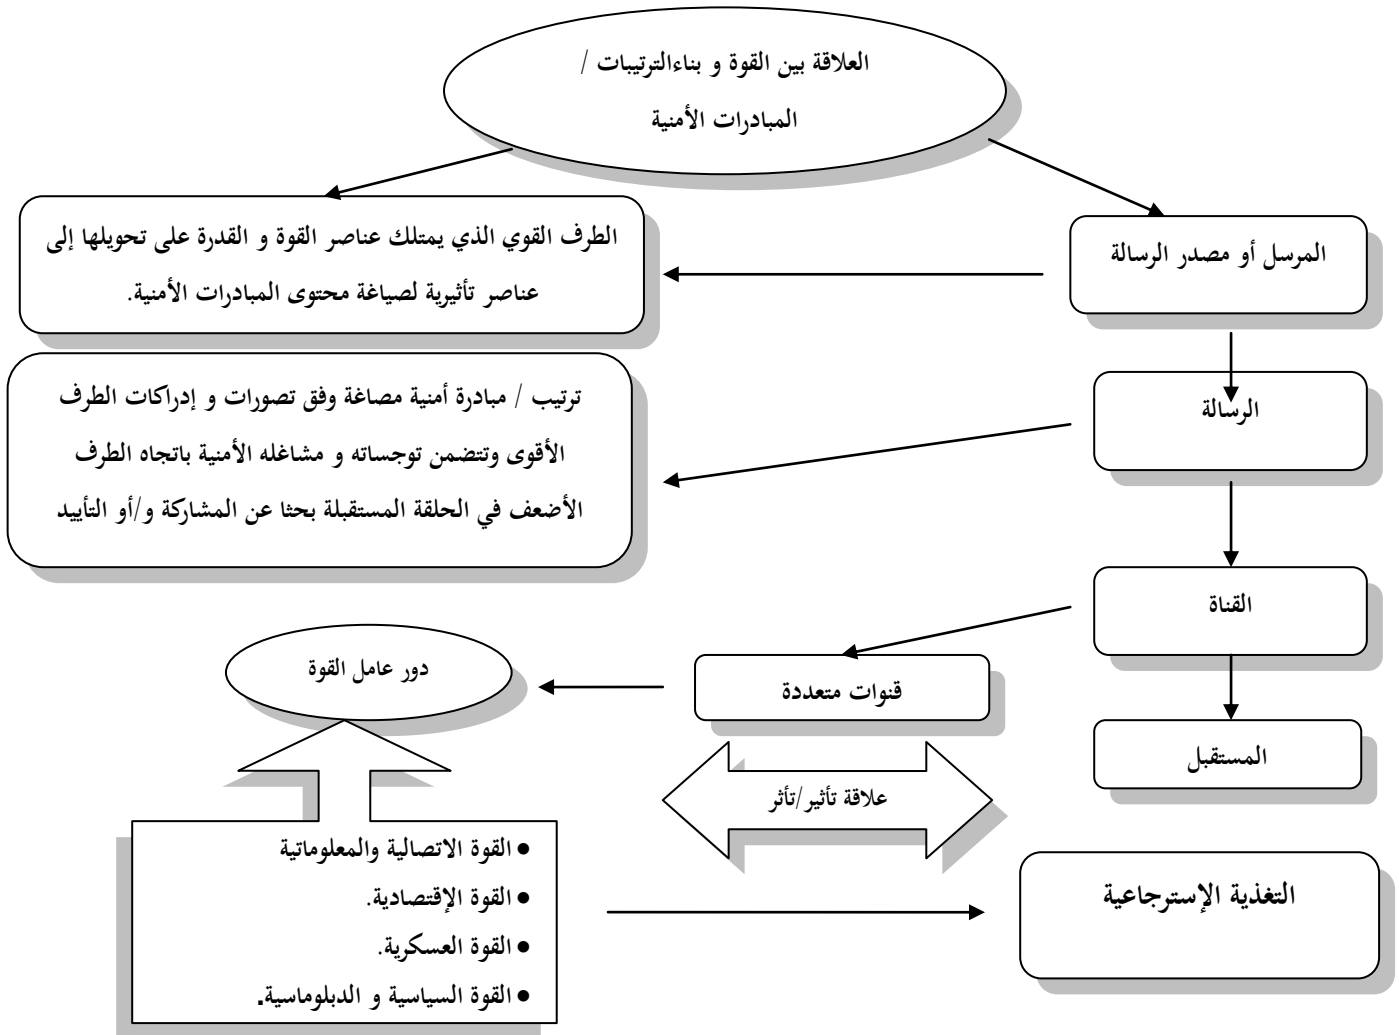 العلاقة بين القوة و بناءالترتيبات /
المبادرات الأمنية
المرسل أو مصدر الرسالة
الطرف القوي الذي يمتلك عناصر القوة و القدرة على تحويلها إلى
عناصر تأثيرية لصياغة محتوى المبادرات الأمنية.
الرسالة
ترتيب / مبادرة أمنية مصاغة وفق تصورات و إدراكات الطرف
الأقوى وتتضمن توجساته و مشاغله الأمنية باتجاه الطرف
الأضعف في الحلقة المستقبلة بحثا عن المشاركة و/أو التأييد
القناة
قنوات متعددة
دور عامل القوة
المستقبل
علاقة تأثير/تأثر
• القوة الاتصالية والمعلوماتية
• القوة الإقتصادية.
• القوة العسكرية.
• القوة السياسية و الدبلوماسية.
التغذية الإسترجاعية